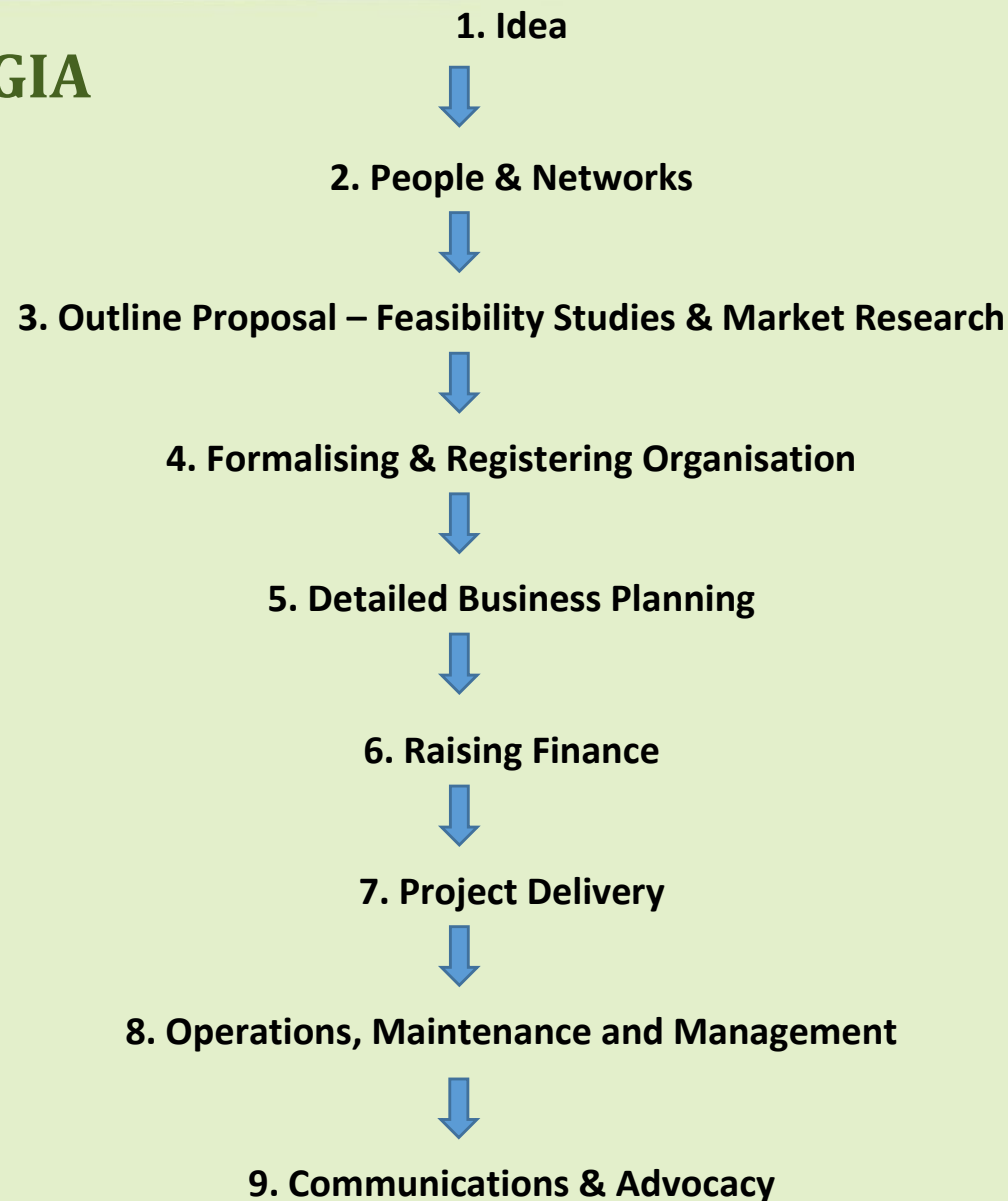 1. Idea
GIA
2. People & Networks
3. Outline Proposal – Feasibility Studies & Market Research
4. Formalising & Registering Organisation
5. Detailed Business Planning
6. Raising Finance
7. Project Delivery
8. Operations, Maintenance and Management
9. Communications & Advocacy